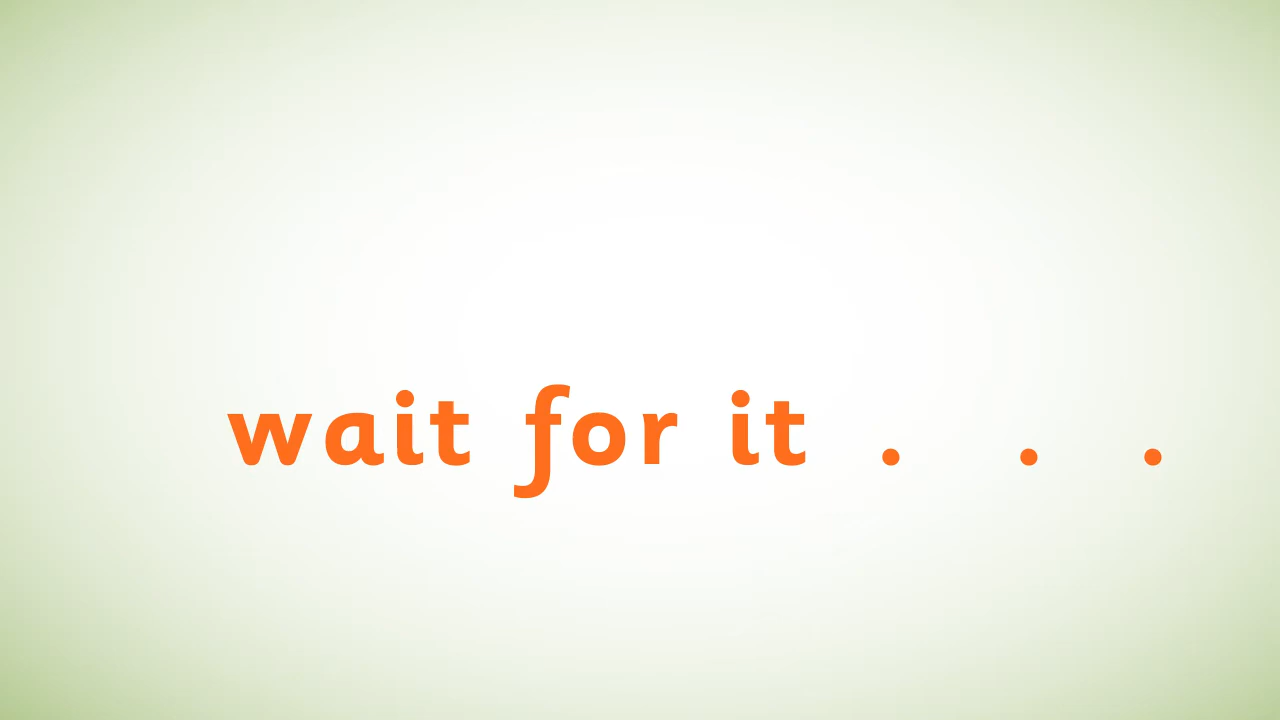 wait for it . . .